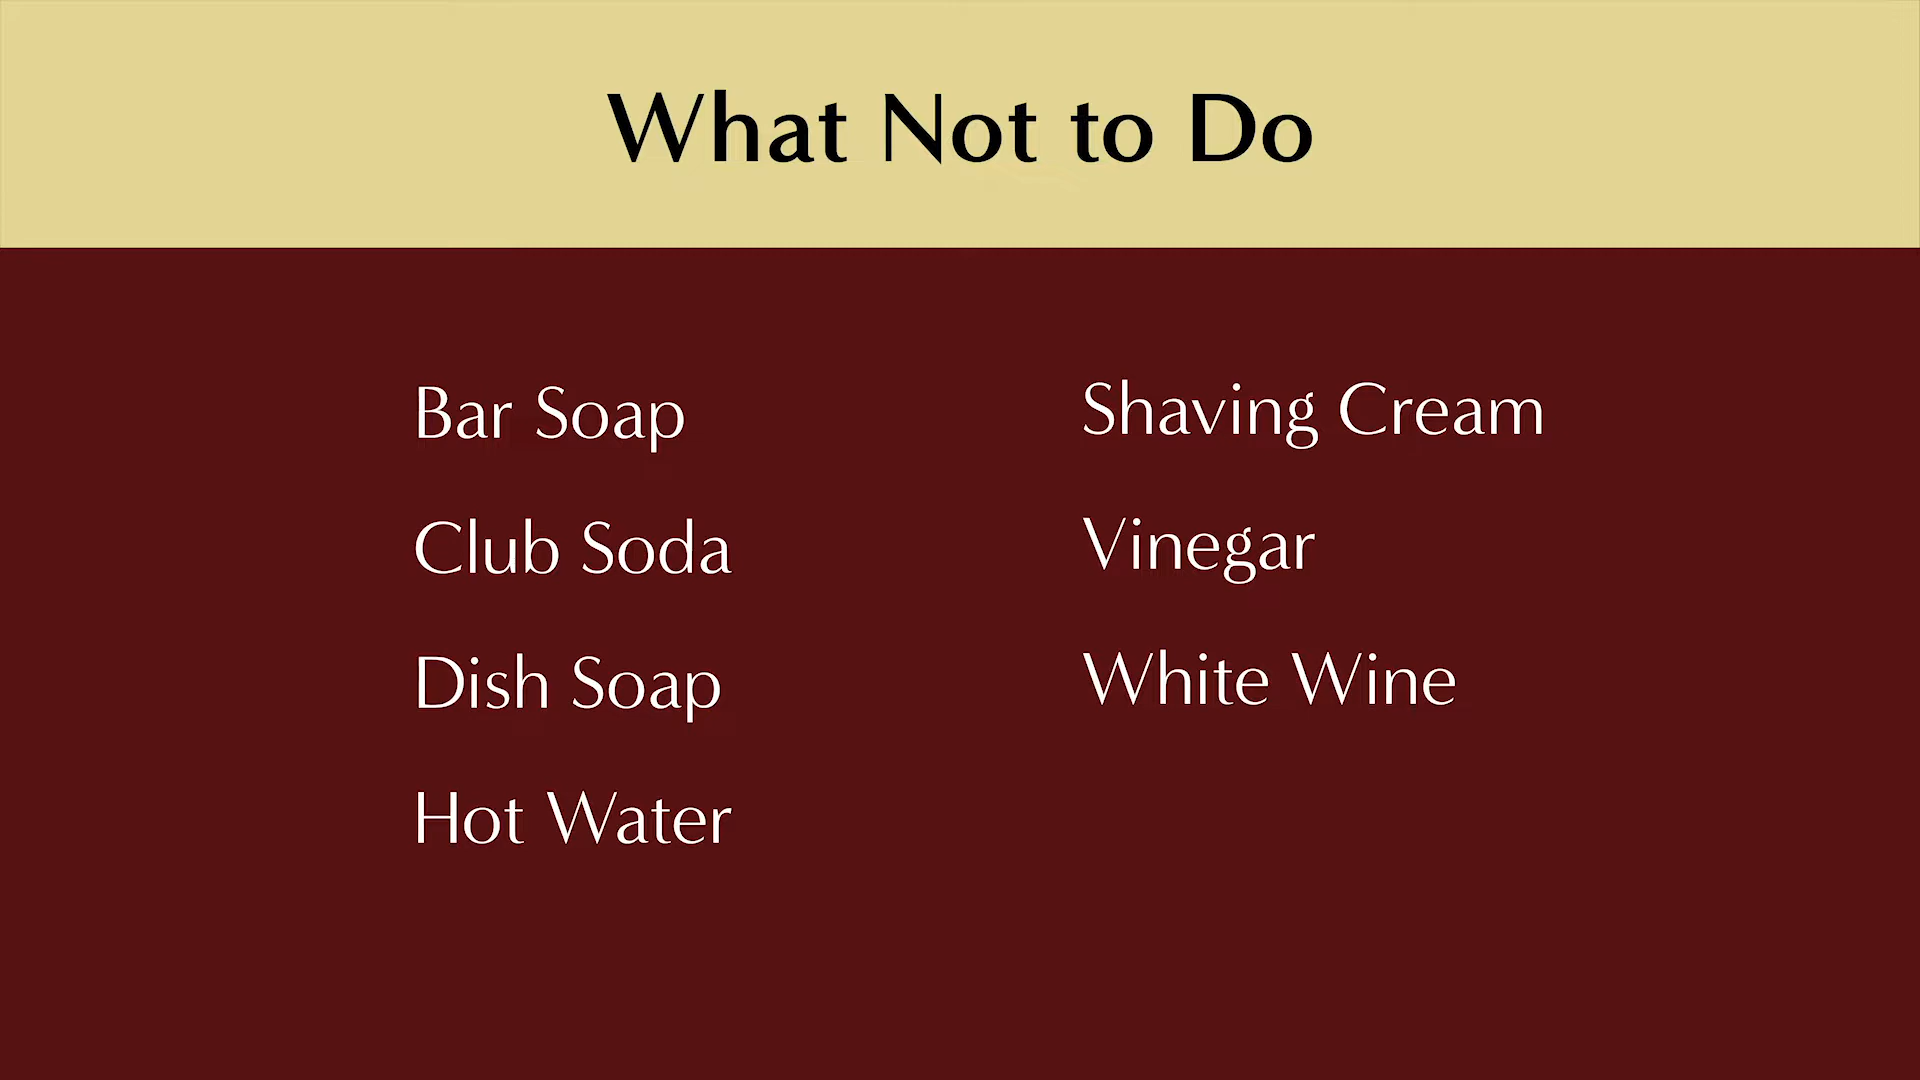 What Not to Do
Bar Soap
Club Soda
Dish Soap
Hot Water
Shaving Cream
Vinegar
White Wine